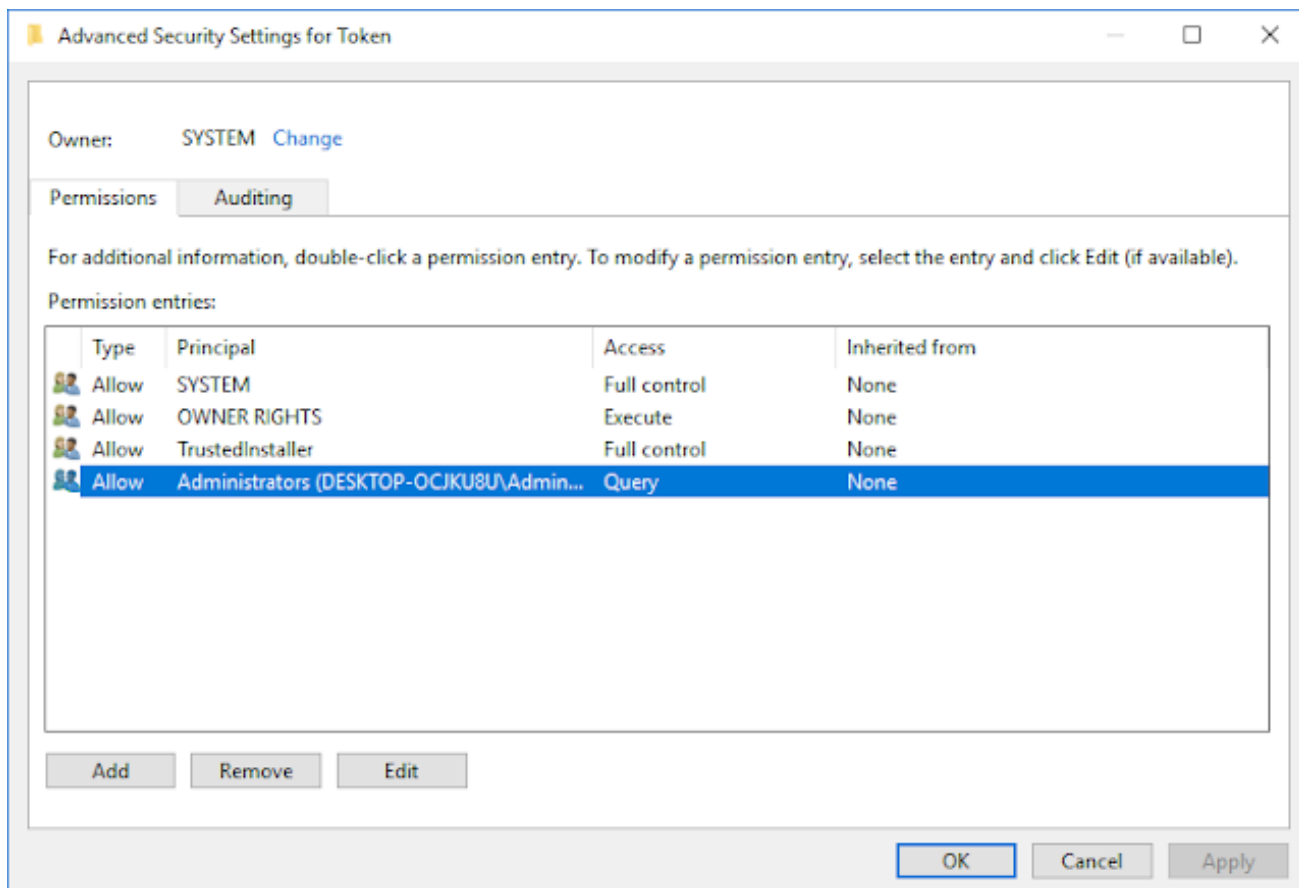 Advanced Security Settings for Token
Owner: SYSTEM Change
Permissions Auditing
For additional information, double-click a permission entry. To modify a permission entry, select the entry and click Edit (if available).
Permission entries:
Type Principal Access Inherited from
Allow SYSTEM Full control None
Allow OWNER RIGHTS Execute None
Allow TrustedInstaller Full control None
Allow Administrators (DESKTOP-OCJKU8U\Admin... Query None
Add Remove Edit
OK Cancel Apply